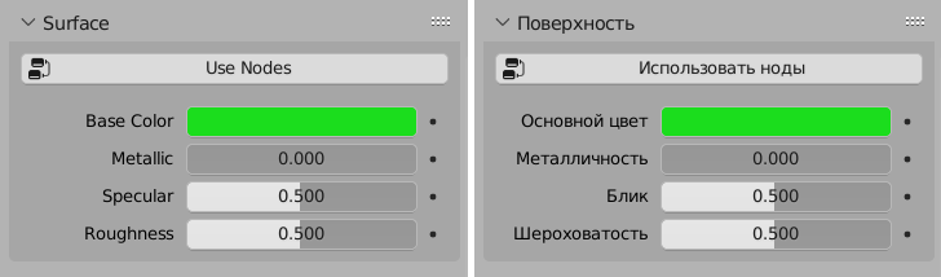 Surface
Use Nodes
Base Color
Metallic 0.000
Specular 0.500
Roughness 0.500
Поверхность
Использовать ноды
Основной цвет
Металличность 0.000
Блик 0.500
Шероховатость 0.500